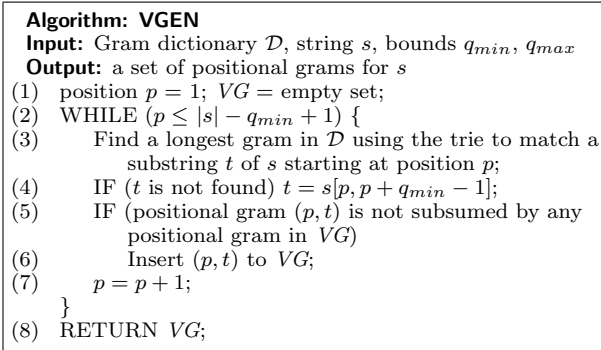 Algorithm: VGEN
Input: Gram dictionary 𝒟, string s, bounds q_min, q_max
Output: a set of positional grams for s
(1) position p = 1; VG = empty set;
(2) WHILE (p ≤ |s| − q_min + 1) {
(3) Find a longest gram in 𝒟 using the trie to match a
substring t of s starting at position p;
(4) IF (t is not found) t = s[p, p + q_min − 1];
(5) IF (positional gram (p, t) is not subsumed by any
positional gram in VG)
(6) Insert (p, t) to VG;
(7) p = p + 1;
}
(8) RETURN VG;